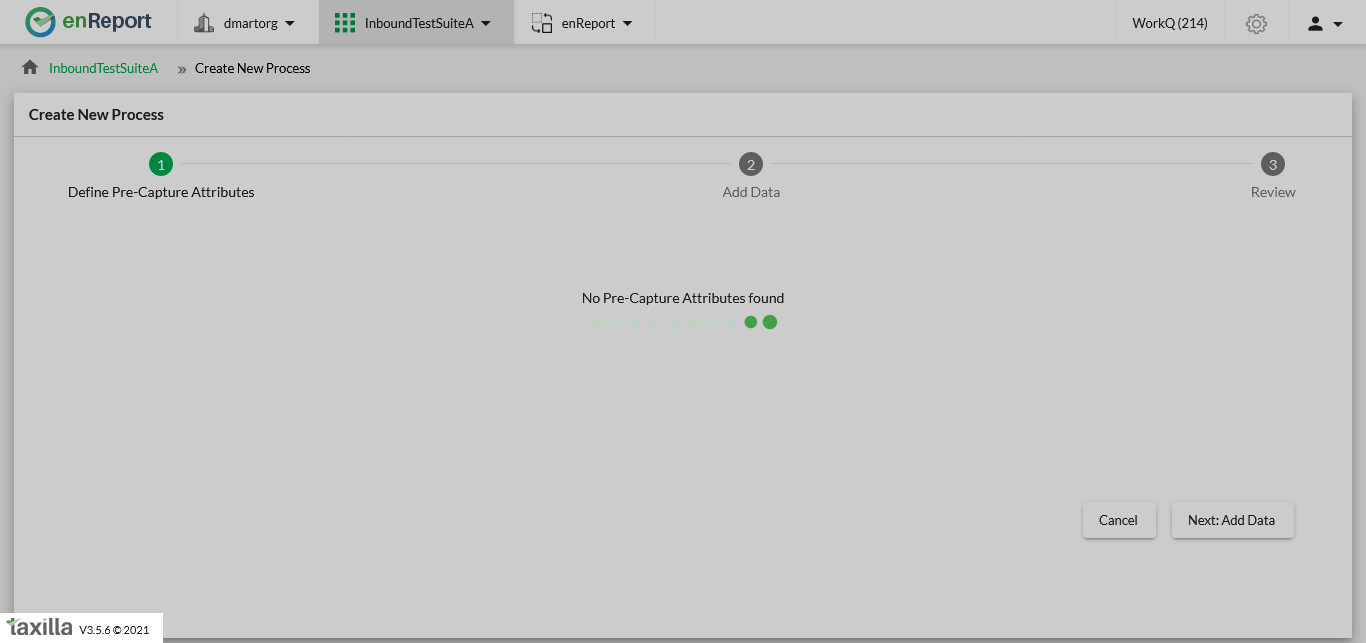 enReport
dmartorg
InboundTestSuiteA
enReport
WorkQ (214)
InboundTestSuiteA » Create New Process
Create New Process
1
2
3
Define Pre-Capture Attributes
Add Data
Review
No Pre-Capture Attributes found
Cancel
Next: Add Data
taxilla V3.5.6 © 2021